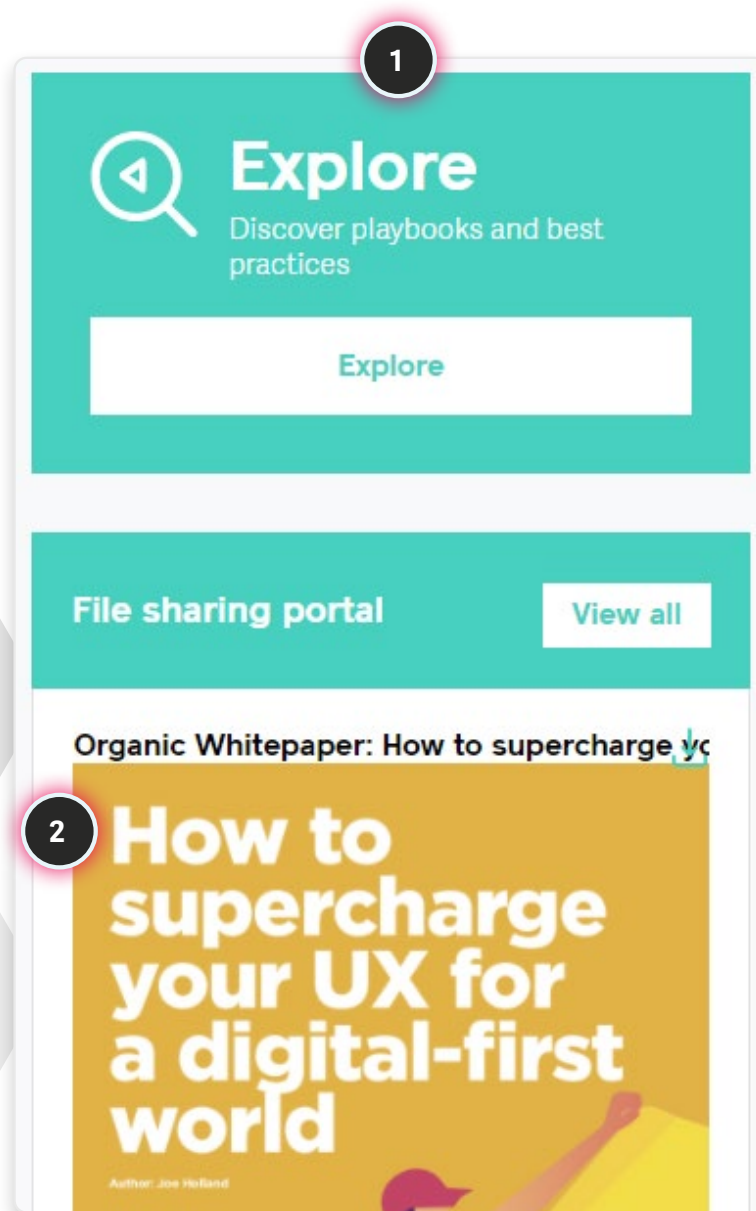 1
Explore
Discover playbooks and best
practices
Explore
File sharing portal
View all
Organic Whitepaper: How to supercharge
2
How to
supercharge
your UX for
a digital-first
world
Author: Joe Holland